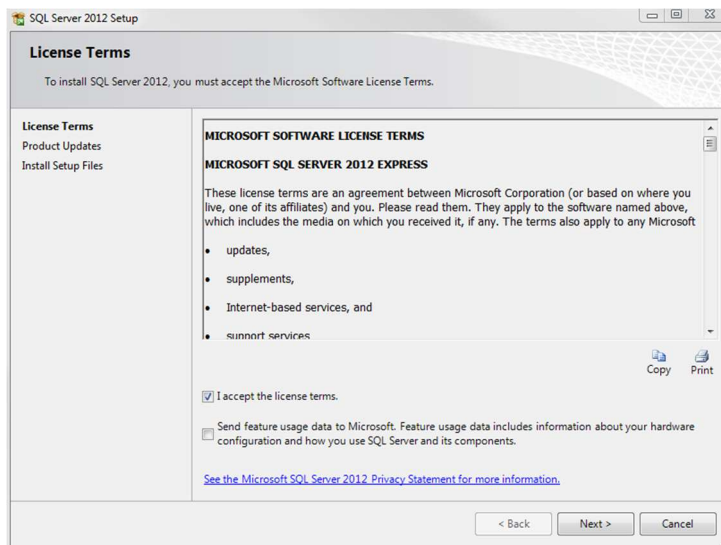 SQL Server 2012 Setup
License Terms
To install SQL Server 2012, you must accept the Microsoft Software License Terms.
License Terms
Product Updates
Install Setup Files
MICROSOFT SOFTWARE LICENSE TERMS
MICROSOFT SQL SERVER 2012 EXPRESS
These license terms are an agreement between Microsoft Corporation (or based on where you
live, one of its affiliates) and you. Please read them. They apply to the software named above,
which includes the media on which you received it, if any. The terms also apply to any Microsoft
• updates,
• supplements,
• Internet-based services, and
• support services
Copy Print
I accept the license terms.
Send feature usage data to Microsoft. Feature usage data includes information about your hardware
configuration and how you use SQL Server and its components.
See the Microsoft SQL Server 2012 Privacy Statement for more information.
< Back Next > Cancel